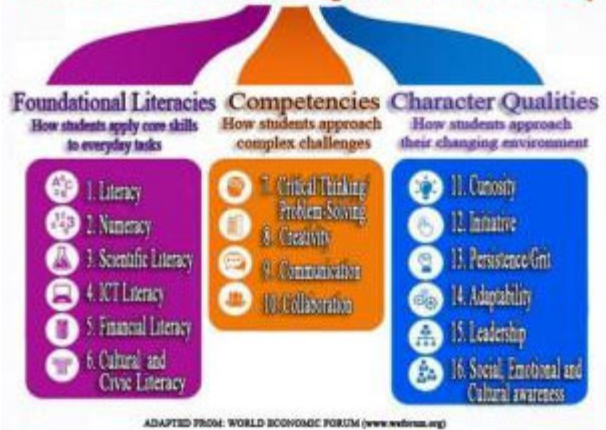 Foundational Literacies
How students apply core skills
to everyday tasks
1. Literacy
2. Numeracy
3. Scientific Literacy
4. ICT Literacy
5. Financial Literacy
6. Cultural and
Civic Literacy
Competencies
How students approach
complex challenges
7. Critical Thinking/
Problem-Solving
8. Creativity
9. Communication
10. Collaboration
Character Qualities
How students approach
their changing environment
11. Curiosity
12. Initiative
13. Persistence/Grit
14. Adaptability
15. Leadership
16. Social, Emotional and
Cultural awareness
ADAPTED FROM: WORLD ECONOMIC FORUM (www.weforum.org)